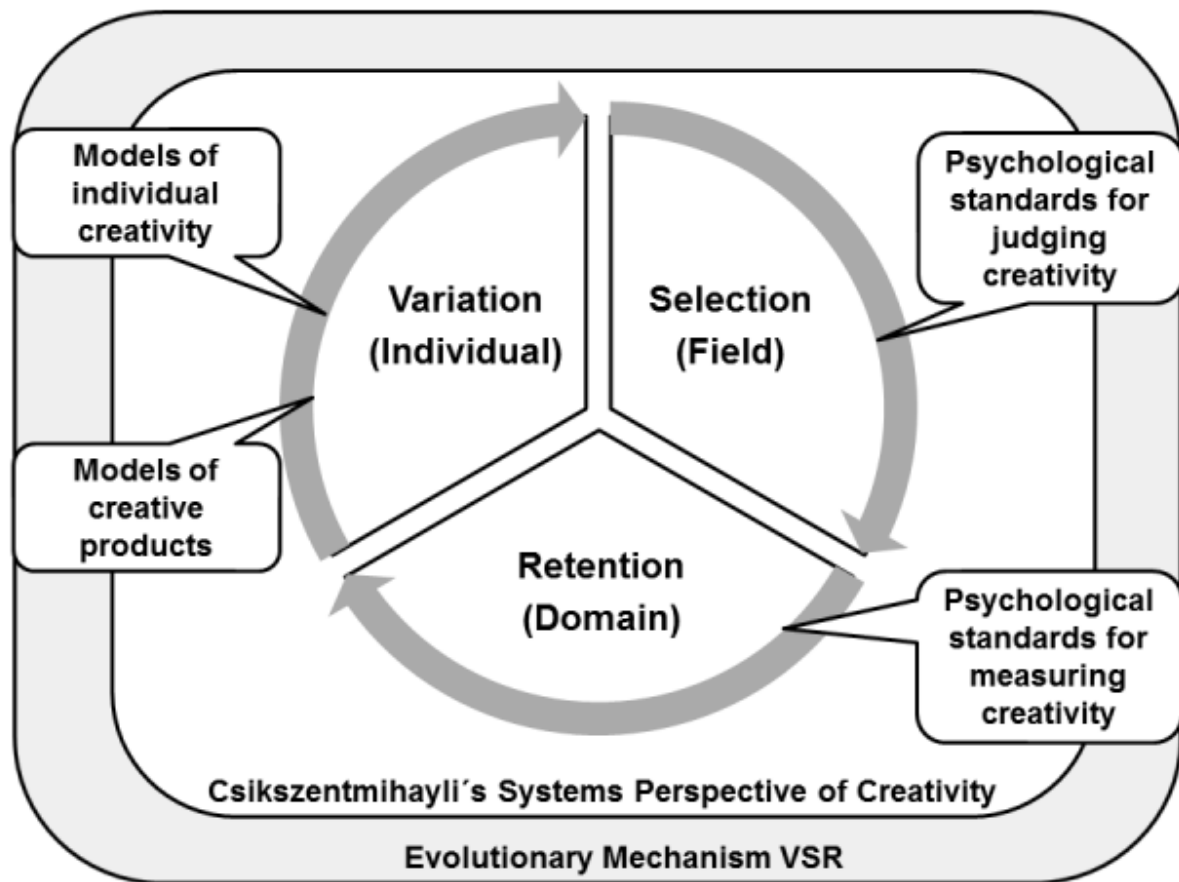 Models of
individual
creativity
Psychological
standards for
judging
creativity
Variation
(Individual)
Selection
(Field)
Models of
creative
products
Retention
(Domain)
Psychological
standards for
measuring
creativity
Csikszentmihayli´s Systems Perspective of Creativity
Evolutionary Mechanism VSR